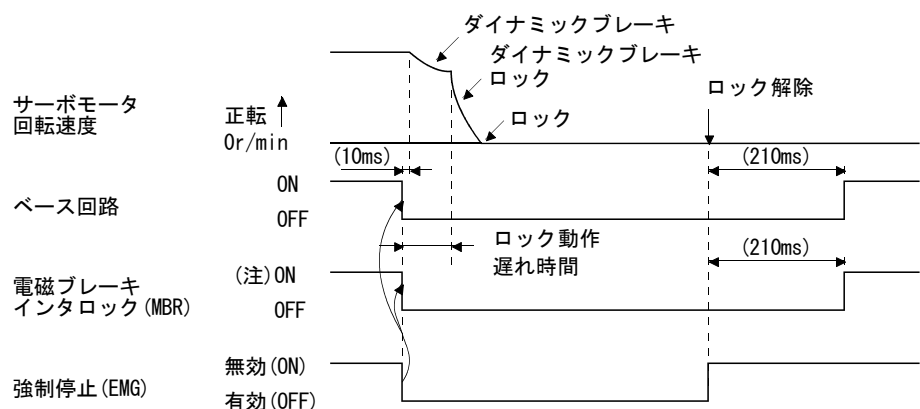 ダイナミックブレーキ
ダイナミックブレーキ
ロック
ロック解除
サーボモータ
回転速度
正転
0r/min
ロック
(10ms)
(210ms)
ベース回路
ON
OFF
ロック動作
遅れ時間
(210ms)
電磁ブレーキ
インタロック(MBR)
(注)ON
OFF
強制停止(EMG)
無効(ON)
有効(OFF)